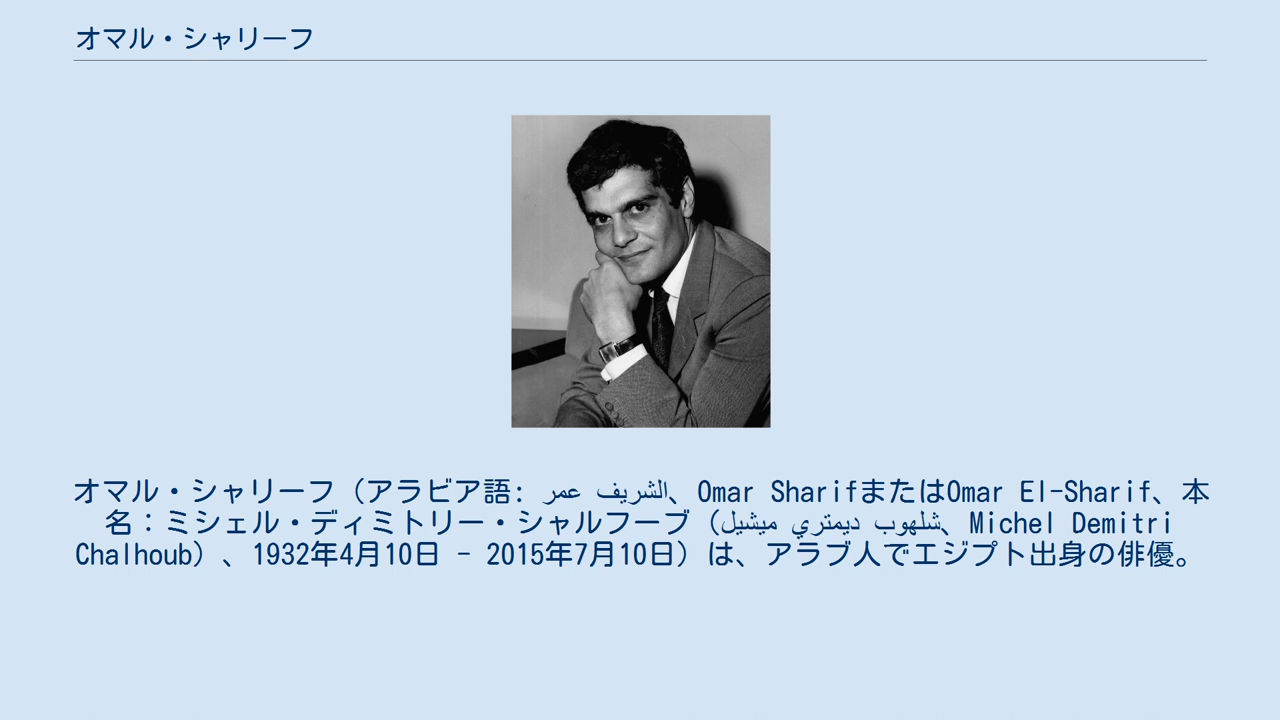 オマル・シャリーフ
オマル・シャリーフ（アラビア語: الشريف عمر、Omar SharifまたはOmar El-Sharif、本
名：ミシェル・ディミトリー・シャルフーブ（شلهوب ديمتري ميشيل、Michel Demitri
Chalhoub）、1932年4月10日 - 2015年7月10日）は、アラブ人でエジプト出身の俳優。